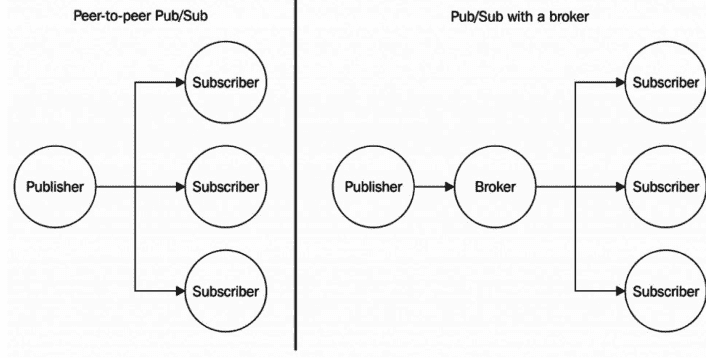 Peer-to-peer Pub/Sub
Subscriber
Publisher
Subscriber
Subscriber
Pub/Sub with a broker
Subscriber
Publisher
Broker
Subscriber
Subscriber